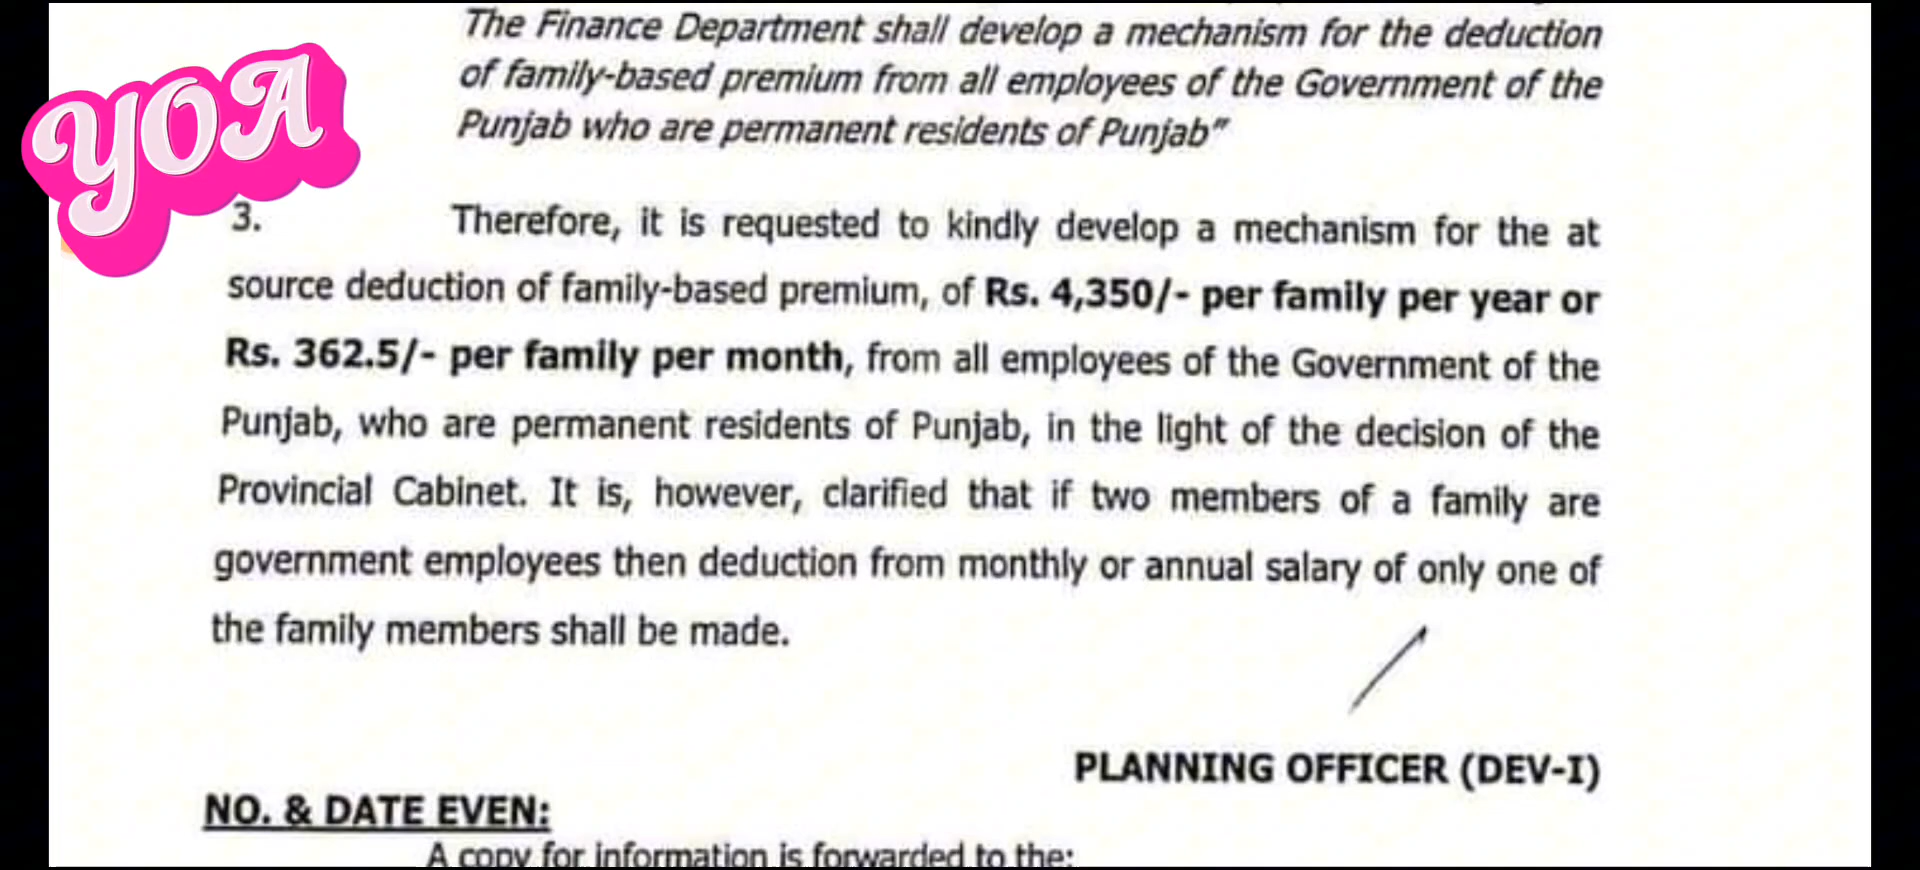 The Finance Department shall develop a mechanism for the deduction
of family-based premium from all employees of the Government of the
Punjab who are permanent residents of Punjab”
YOA
3. Therefore, it is requested to kindly develop a mechanism for the at
source deduction of family-based premium, of Rs. 4,350/- per family per year or
Rs. 362.5/- per family per month, from all employees of the Government of the
Punjab, who are permanent residents of Punjab, in the light of the decision of the
Provincial Cabinet. It is, however, clarified that if two members of a family are
government employees then deduction from monthly or annual salary of only one of
the family members shall be made.
PLANNING OFFICER (DEV-I)
NO. & DATE EVEN:
A copy for information is forwarded to the: